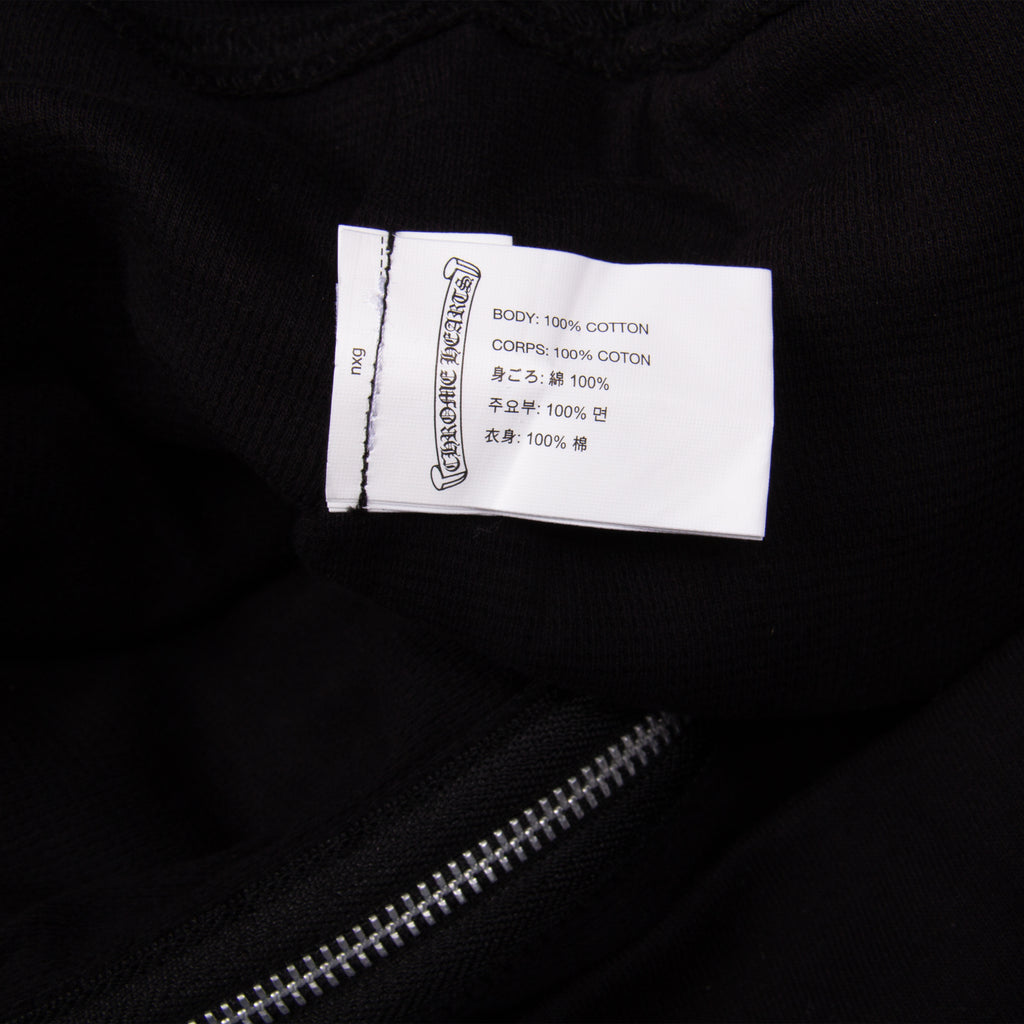 nxg
CHROME HEARTS
BODY: 100% COTTON
CORPS: 100% COTON
身ごろ: 綿 100%
주요부: 100% 면
衣身: 100% 棉